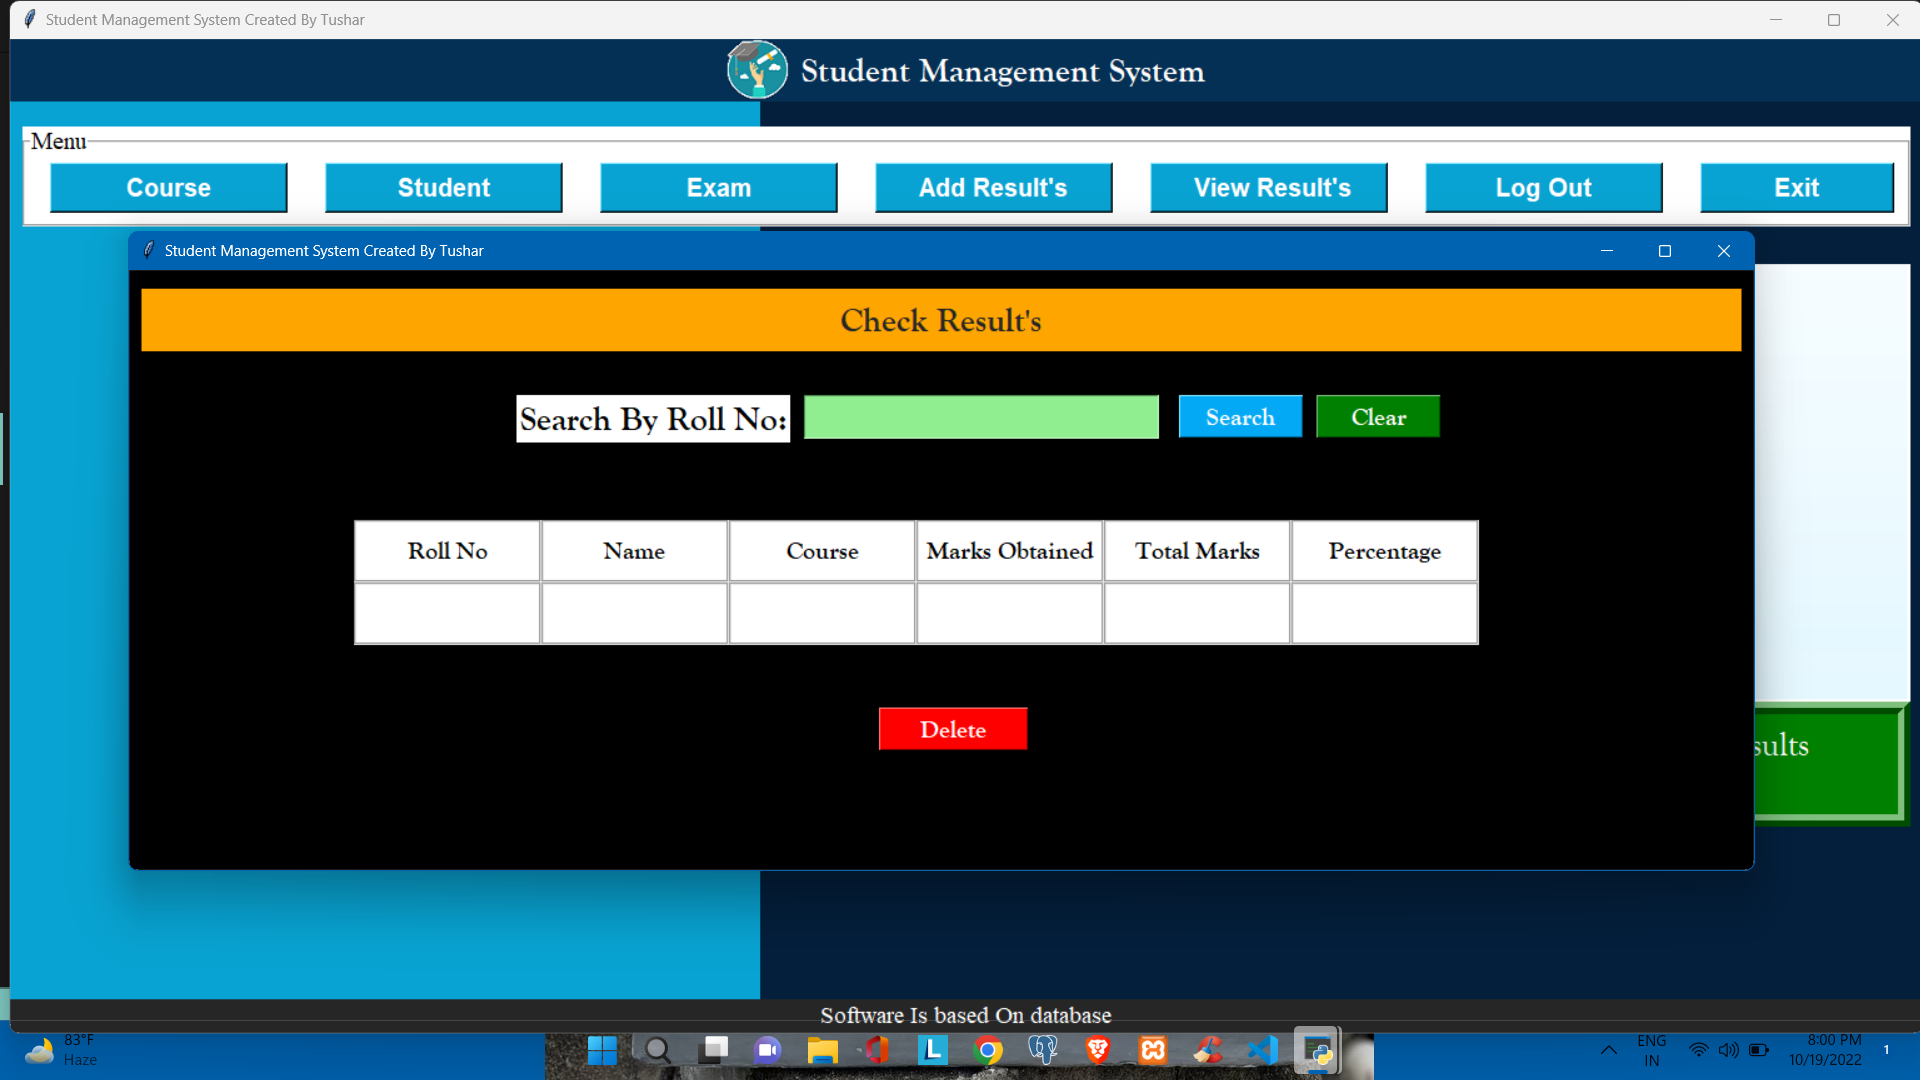 Student Management System Created By Tushar
Student Management System
Menu
Course Student Exam Add Result's View Result's Log Out Exit
Student Management System Created By Tushar
Check Result's
Search By Roll No: Search Clear
Roll No Name Course Marks Obtained Total Marks Percentage
Delete
sults
Software Is based On database
83°F
Haze
L
ENG
IN
8:00 PM
10/19/2022
1